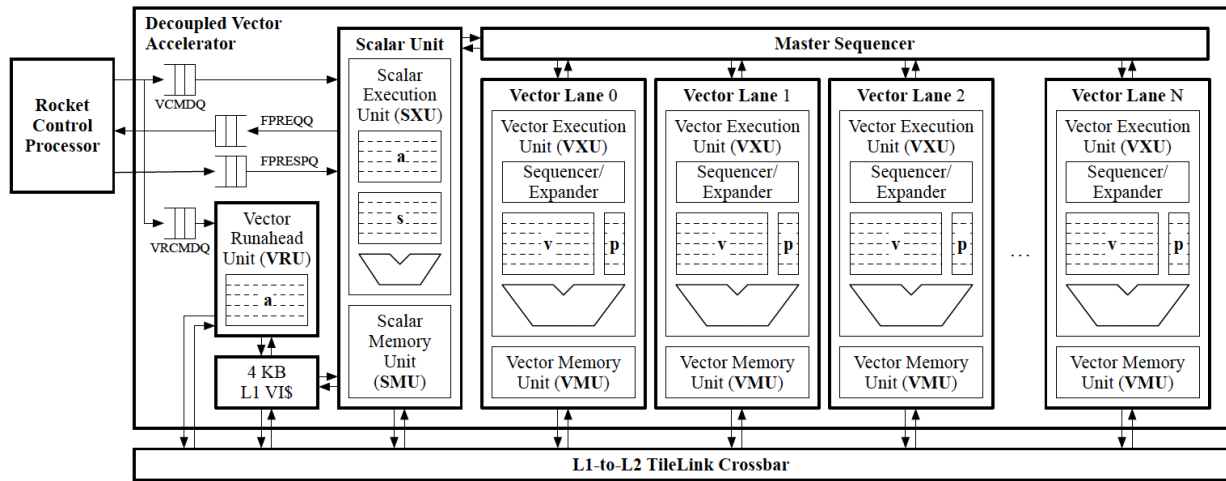 Decoupled Vector
Accelerator
Rocket
Control
Processor
VCMDQ
FPREQQ
FPRESPQ
VRCMDQ
Vector
Runahead
Unit (VRU)
a
4 KB
L1 VI$
Scalar Unit
Scalar
Execution
Unit (SXU)
a
s
Scalar
Memory
Unit
(SMU)
Master Sequencer
Vector Lane 0
Vector Execution
Unit (VXU)
Sequencer/
Expander
v
p
Vector Memory
Unit (VMU)
Vector Lane 1
Vector Execution
Unit (VXU)
Sequencer/
Expander
v
p
Vector Memory
Unit (VMU)
Vector Lane 2
Vector Execution
Unit (VXU)
Sequencer/
Expander
v
p
Vector Memory
Unit (VMU)
...
Vector Lane N
Vector Execution
Unit (VXU)
Sequencer/
Expander
v
p
Vector Memory
Unit (VMU)
L1-to-L2 TileLink Crossbar